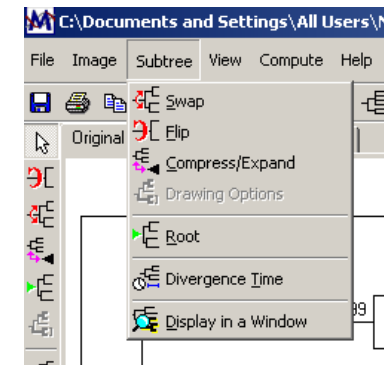 C:\Documents and Settings\All Users\
File Image Subtree View Compute Help
Swap
Original
Flip
Compress/Expand
Drawing Options
Root
Divergence Time
99
Display in a Window